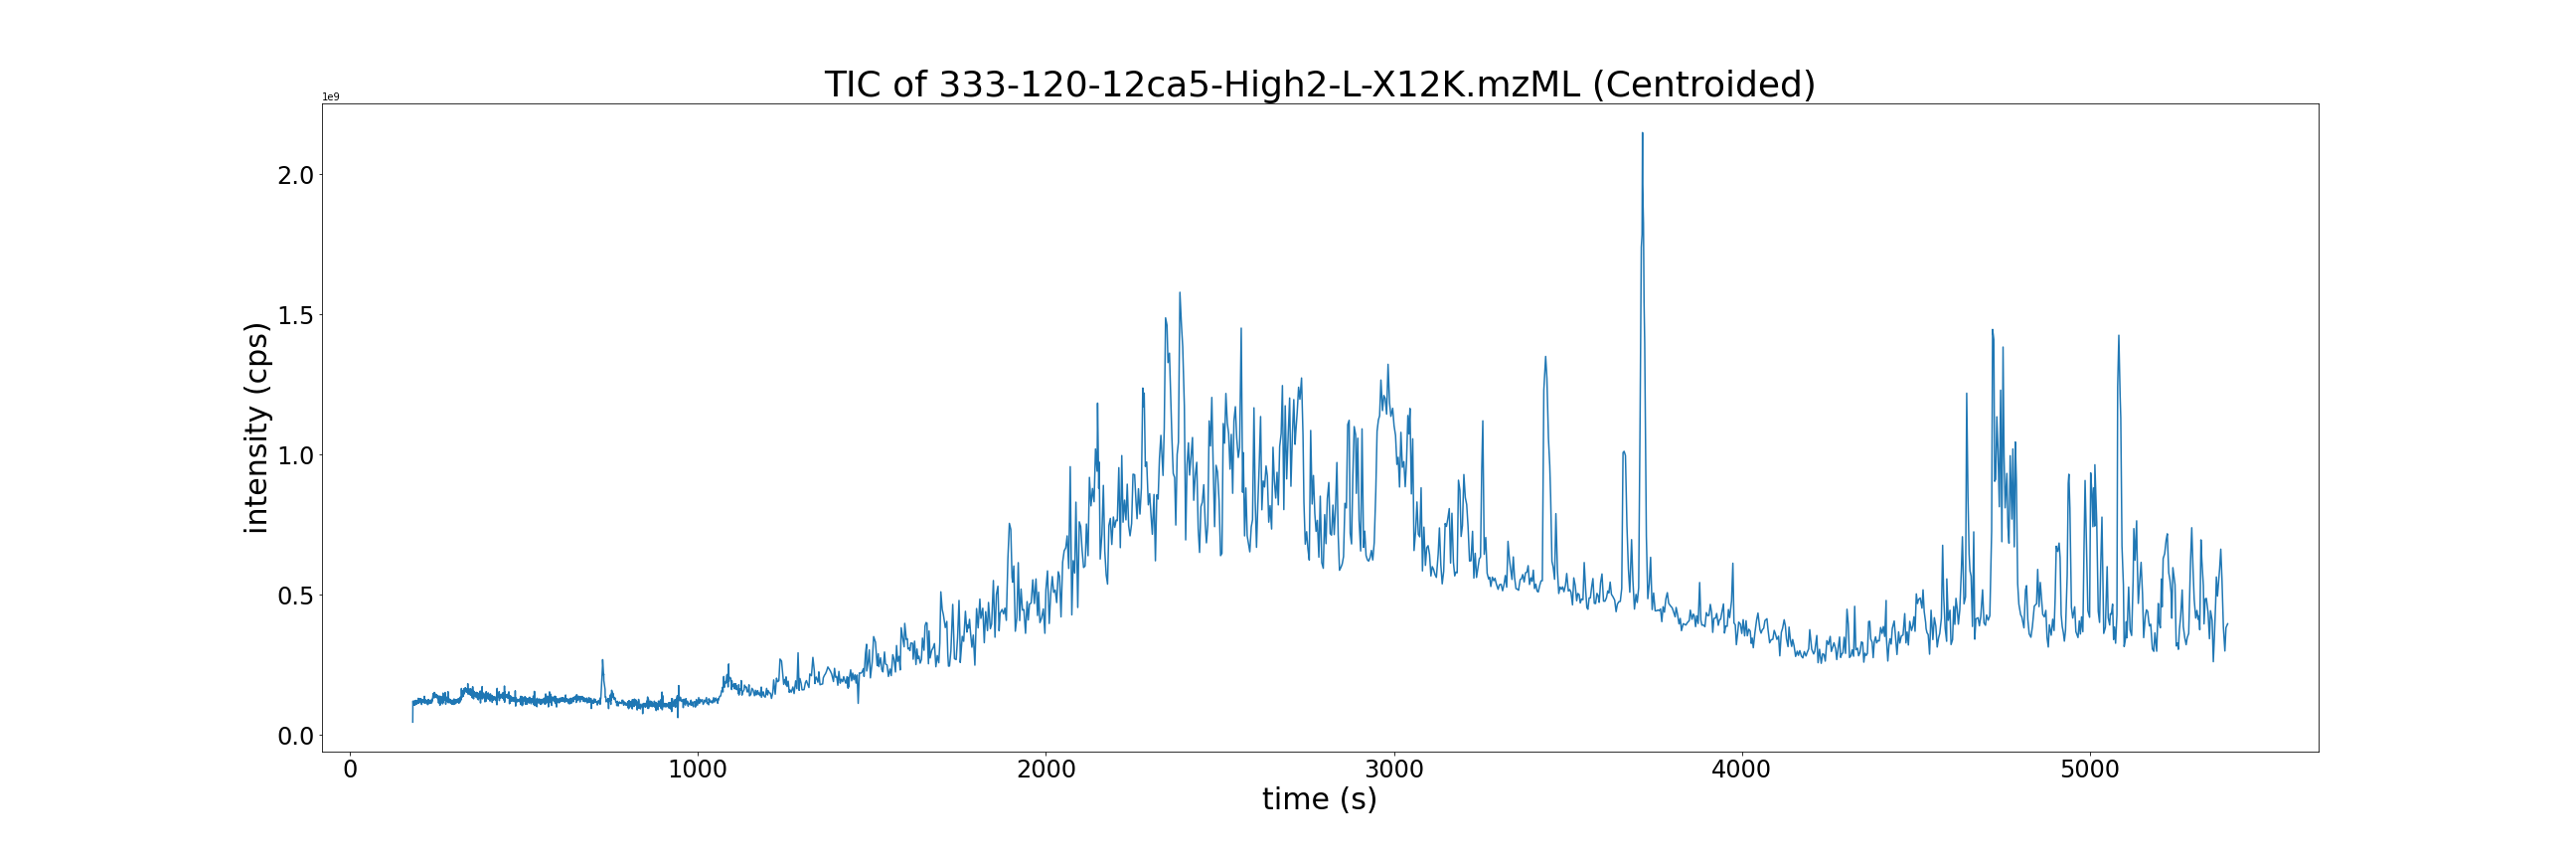 TIC of 333-120-12ca5-High2-L-X12K.mzML (Centroided)
1e9
2.0
1.5
1.0
0.5
0.0
intensity (cps)
0 1000 2000 3000 4000 5000
time (s)